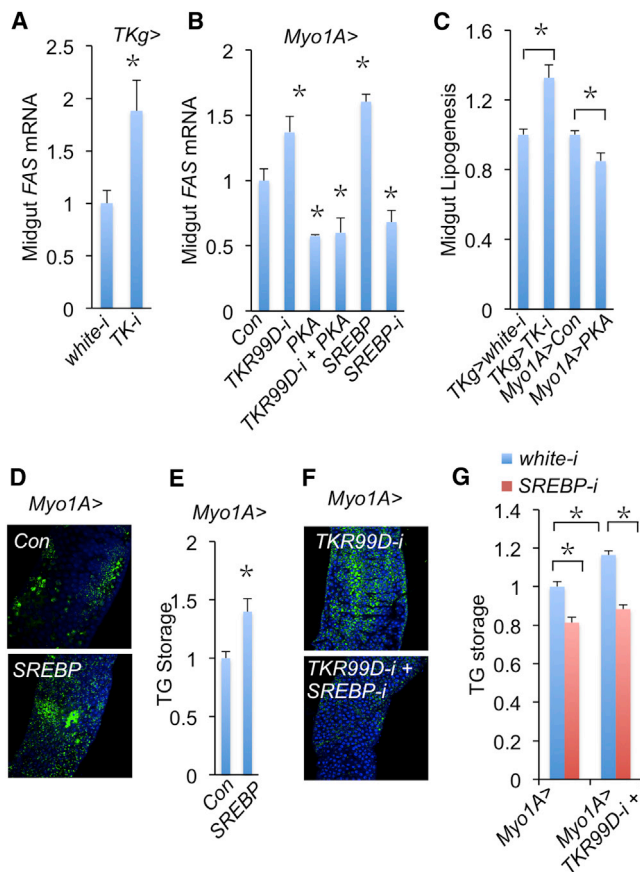 A
TKg>
Midgut FAS mRNA
2.5
2
1.5
1
0.5
0
*
white-i
TK-i
B
Myo1A>
Midgut FAS mRNA
2
1.5
1
0.5
0
*
*
*
*
*
Con
TKR99D-i
PKA
TKR99D-i + PKA
SREBP
SREBP-i
C
Midgut Lipogenesis
1.6
1.2
0.8
0.4
0
*
*
TKg>white-i
TKg>TK-i
Myo1A>Con
Myo1A>PKA
D
Myo1A>
Con
SREBP
E
Myo1A>
TG Storage
2
1.5
1
0.5
0
*
Con
SREBP
F
Myo1A>
TKR99D-i
TKR99D-i +
SREBP-i
white-i
SREBP-i
G
TG storage
1.4
1.2
1
0.8
0.6
0.4
0.2
0
*
*
*
Myo1A>
Myo1A>
TKR99D-i +